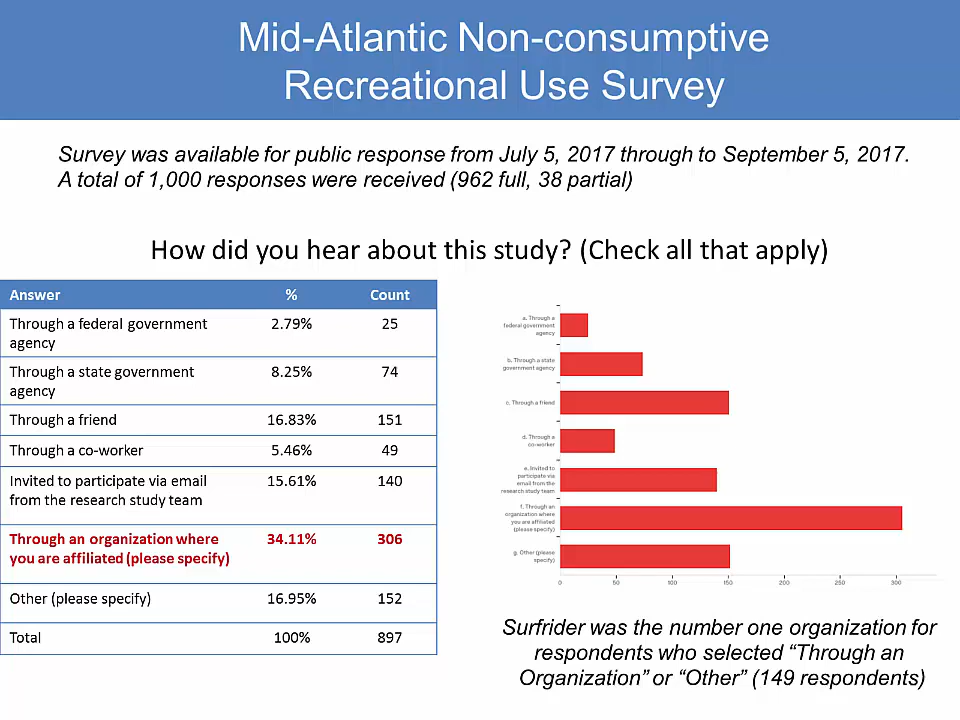 Mid-Atlantic Non-consumptive
Recreational Use Survey
Survey was available for public response from July 5, 2017 through to September 5, 2017.
A total of 1,000 responses were received (962 full, 38 partial)
How did you hear about this study? (Check all that apply)
Answer % Count
Through a federal government
agency 2.79% 25
Through a state government
agency 8.25% 74
Through a friend 16.83% 151
Through a co-worker 5.46% 49
Invited to participate via email
from the research study team 15.61% 140
Through an organization where
you are affiliated (please specify) 34.11% 306
Other (please specify) 16.95% 152
Total 100% 897
a. Through a
federal government
agency
b. Through a state
government agency
c. Through a friend
d. Through a
co-worker
e. Invited to
participate via
email from the
research study team
f. Through an
organization where
you are affiliated
(please specify)
g. Other (please
specify)
0 50 100 150 200 250 300
Surfrider was the number one organization for
respondents who selected “Through an
Organization” or “Other” (149 respondents)